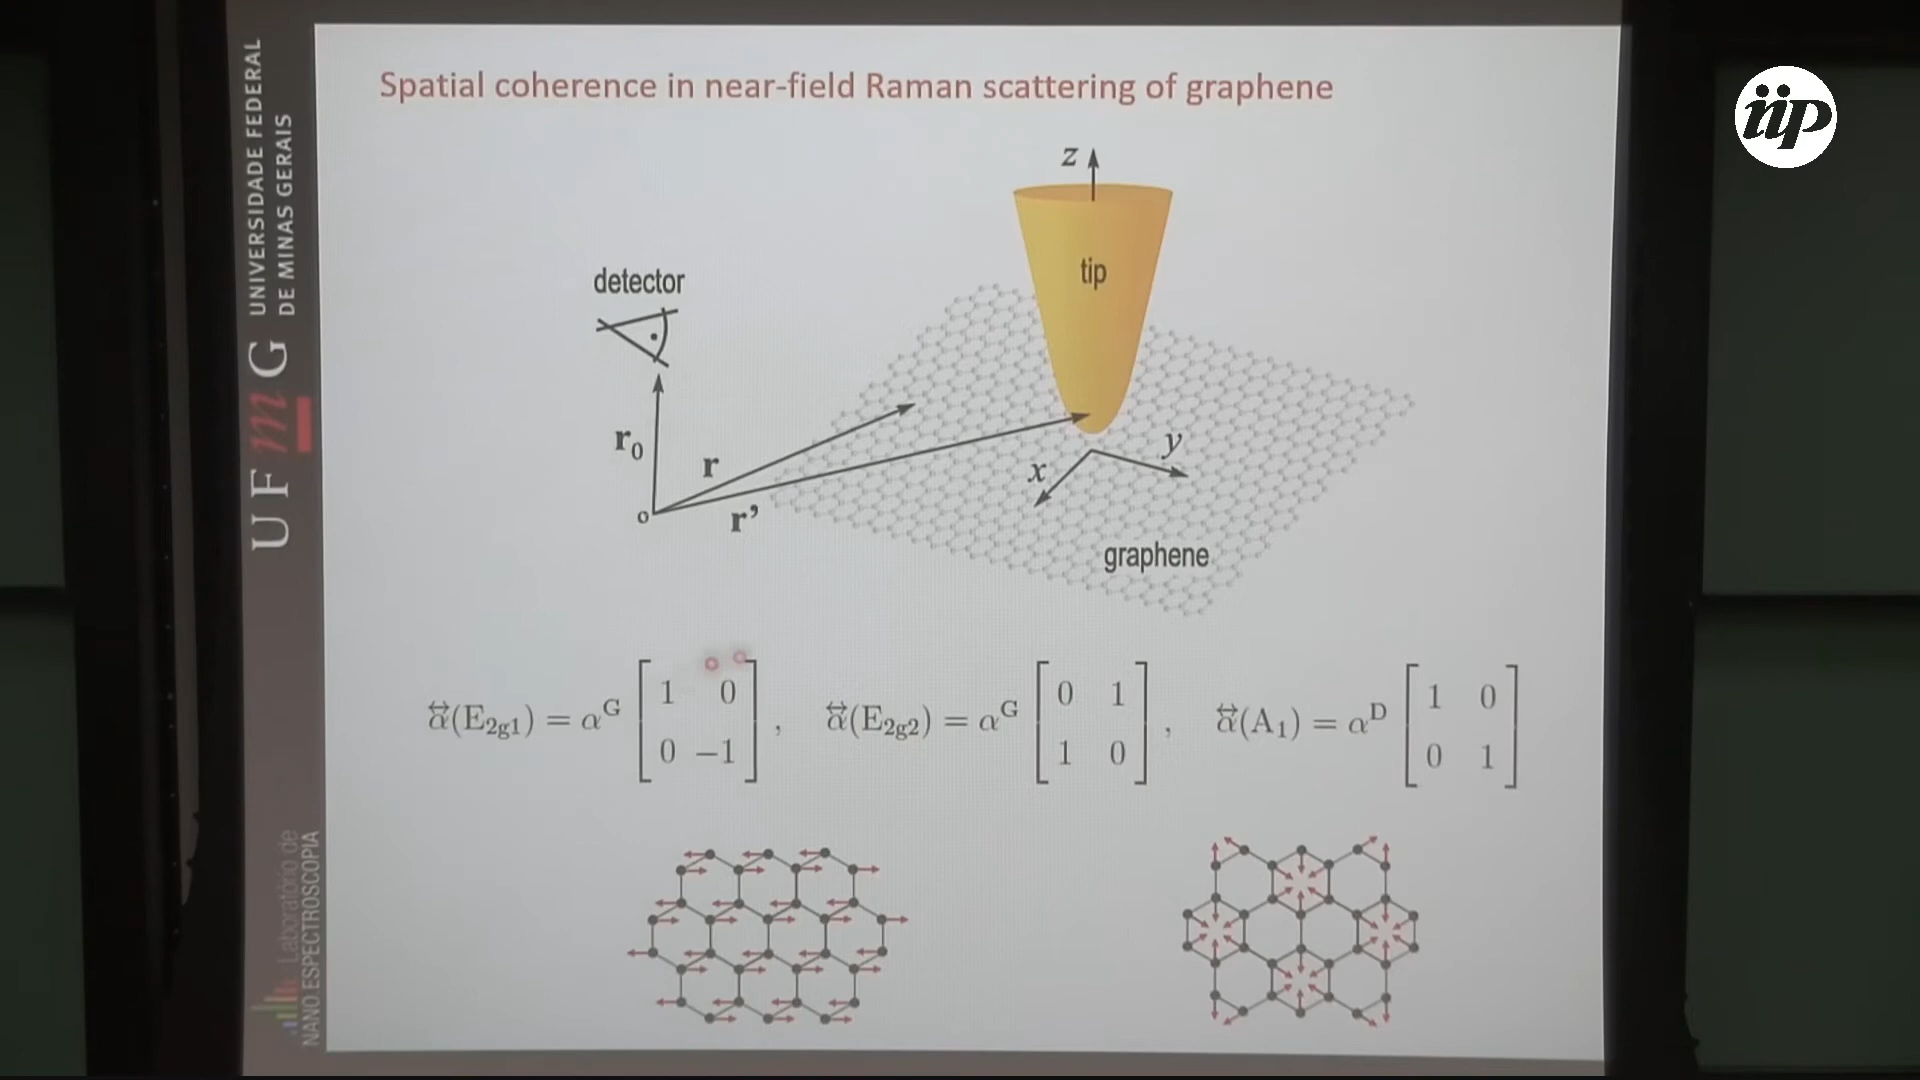 Spatial coherence in near-field Raman scattering of graphene
iip
UFmG
UNIVERSIDADE FEDERAL
DE MINAS GERAIS
z
tip
detector
r₀
r
r’
o
x
y
graphene
α⃡(E₂g₁) = αᴳ [1 0; 0 −1] , α⃡(E₂g₂) = αᴳ [0 1; 1 0] , α⃡(A₁) = αᴰ [1 0; 0 1]
Laboratório de
NANO ESPECTROSCOPIA